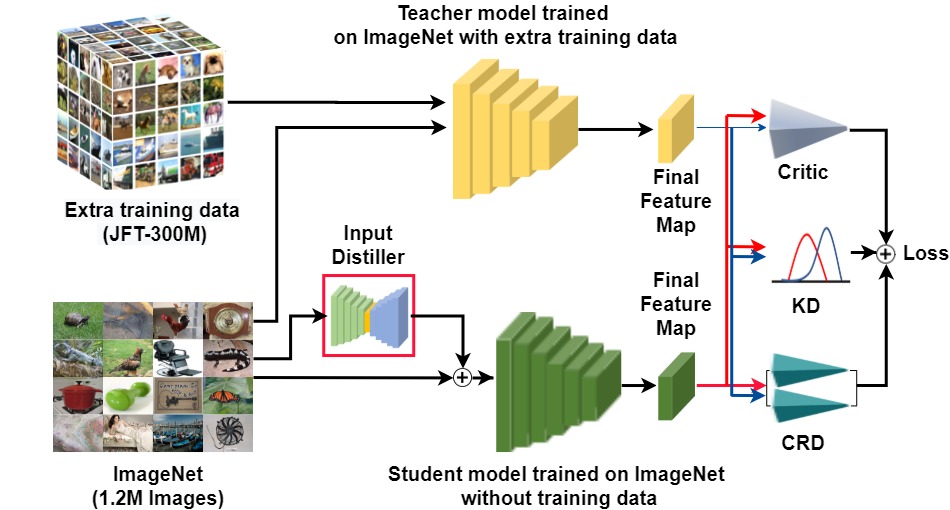 Teacher model trained
on ImageNet with extra training data
Extra training data
(JFT-300M)
Final
Feature
Map
Critic
Input
Distiller
Final
Feature
Map
KD
Loss
CRD
ImageNet
(1.2M Images)
Student model trained on ImageNet
without training data